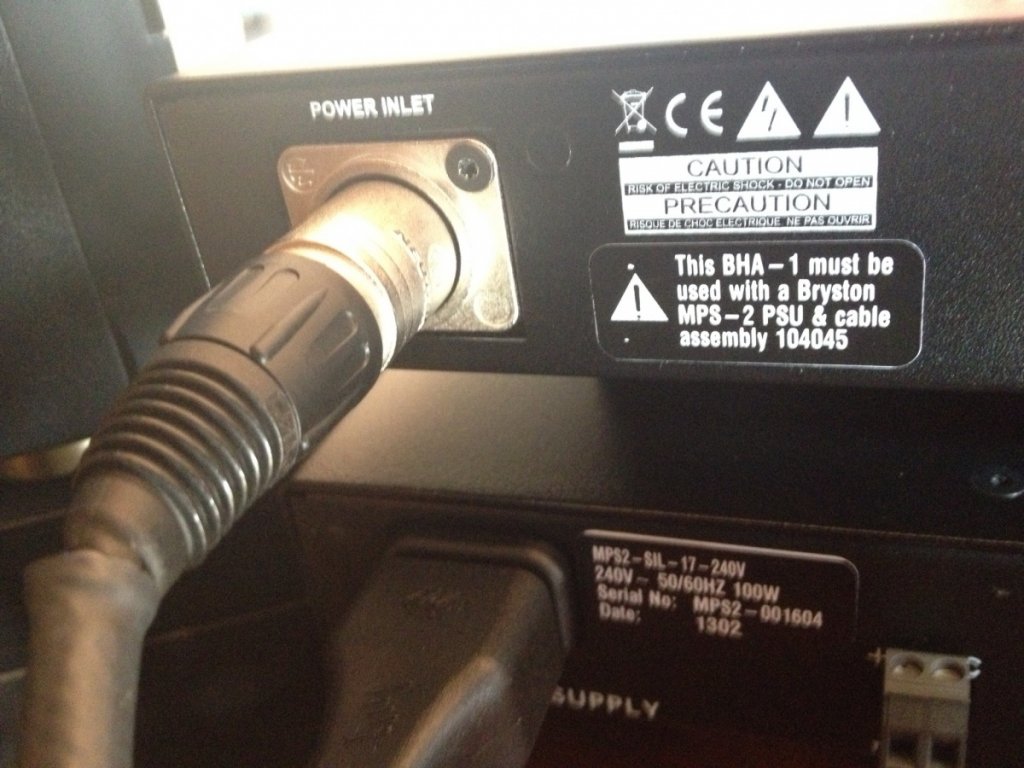 POWER INLET
CE
CAUTION
RISK OF ELECTRIC SHOCK - DO NOT OPEN
PRECAUTION
RISQUE DE CHOC ELECTRIQUE NE PAS OUVRIR
This BHA-1 must be
used with a Bryston
MPS-2 PSU & cable
assembly 104045
MPS2-SIL-17-240V
240V ~ 50/60HZ 100W
Serial No: MPS2-001604
Date: 1302
SUPPLY